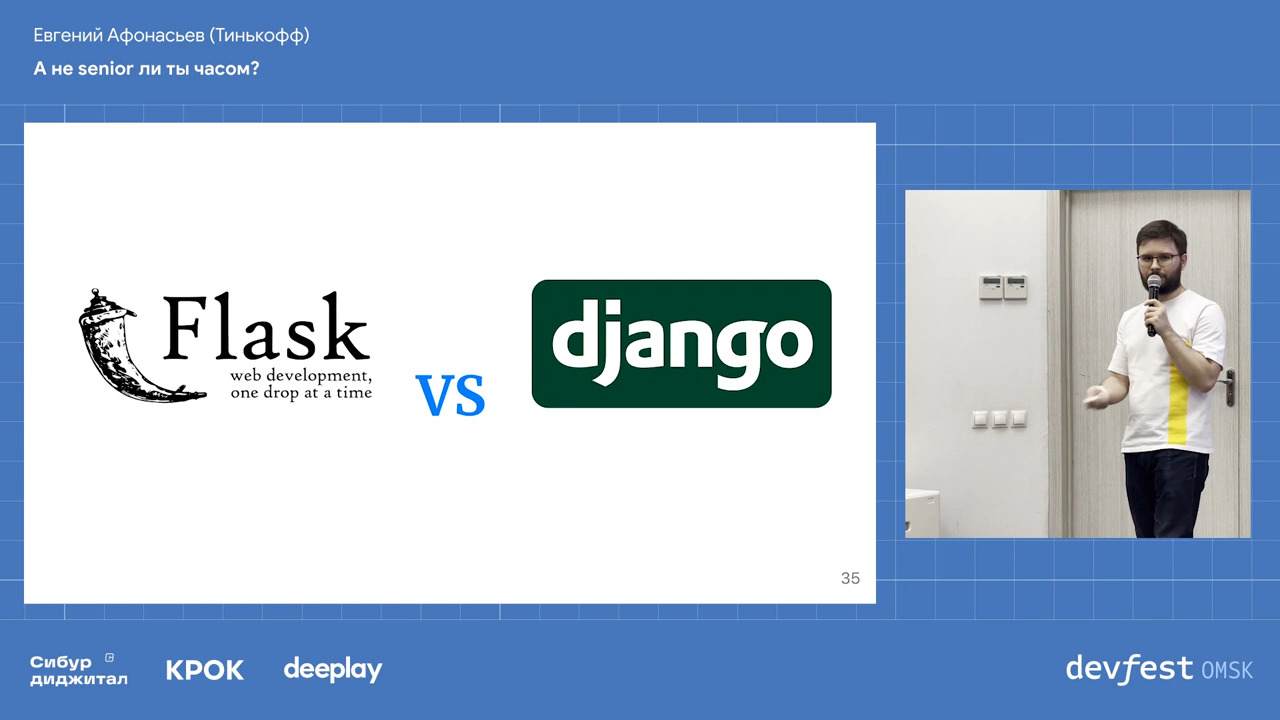 Евгений Афонасьев (Тинькофф)
А не senior ли ты часом?
Flask
web development,
one drop at a time
vs
django
35
Сибур
диджитал
КРОК
deeplay
devfest OMSK